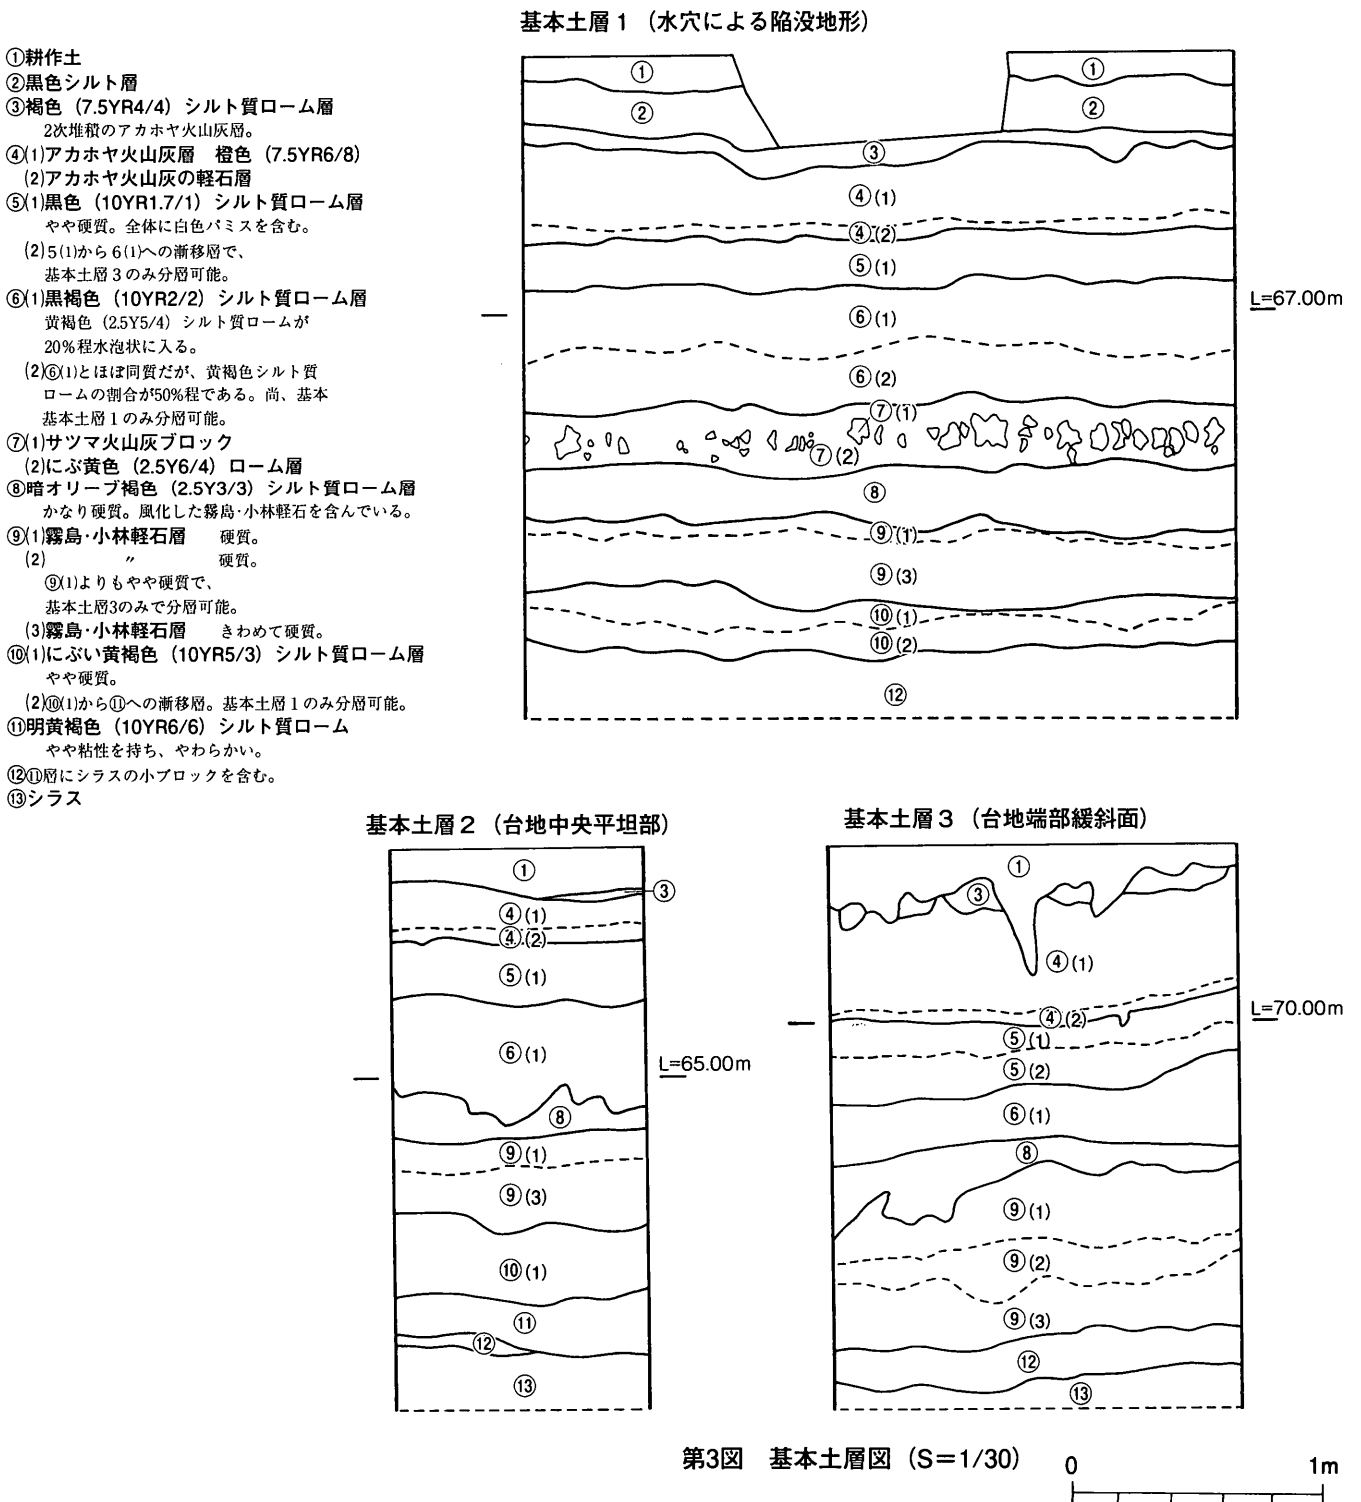 基本土層1（水穴による陥没地形）
①耕作土
②黒色シルト層
③褐色（7.5YR4/4）シルト質ローム層
2次堆積のアカホヤ火山灰層。
④(1)アカホヤ火山灰層　橙色（7.5YR6/8）
(2)アカホヤ火山灰の軽石層
⑤(1)黒色（10YR1.7/1）シルト質ローム層
やや硬質。全体に白色パミスを含む。
(2)5(1)から6(1)への漸移層で、
基本土層3のみ分層可能。
⑥(1)黒褐色（10YR2/2）シルト質ローム層
黄褐色（2.5Y5/4）シルト質ロームが
20%程水泡状に入る。
(2)⑥(1)とほぼ同質だが、黄褐色シルト質
ロームの割合が50%程である。尚、基本
基本土層1のみ分層可能。
⑦(1)サツマ火山灰ブロック
(2)にぶ黄色（2.5Y6/4）ローム層
⑧暗オリーブ褐色（2.5Y3/3）シルト質ローム層
かなり硬質。風化した霧島·小林軽石を含んでいる。
⑨(1)霧島·小林軽石層　硬質。
(2)　〃　硬質。
⑨(1)よりもやや硬質で、
基本土層3のみで分層可能。
(3)霧島·小林軽石層　きわめて硬質。
⑩(1)にぶい黄褐色（10YR5/3）シルト質ローム層
やや硬質。
(2)⑩(1)から⑪への漸移層。基本土層1のみ分層可能。
⑪明黄褐色（10YR6/6）シルト質ローム
やや粘性を持ち、やわらかい。
⑫⑪層にシラスの小ブロックを含む。
⑬シラス
①
①
②
②
③
④(1)
④(2)
⑤(1)
⑥(1)
L=67.00m
⑥(2)
⑦(1)
⑦(2)
⑧
⑨(1)
⑨(3)
⑩(1)
⑩(2)
⑫
基本土層2（台地中央平坦部）
①
③
④(1)
④(2)
⑤(1)
⑥(1)
L=65.00m
⑧
⑨(1)
⑨(3)
⑩(1)
⑪
⑫
⑬
基本土層3（台地端部緩斜面）
①
③
④(1)
④(2)
L=70.00m
⑤(1)
⑤(2)
⑥(1)
⑧
⑨(1)
⑨(2)
⑨(3)
⑫
⑬
第3図　基本土層図（S＝1/30）
0　1m